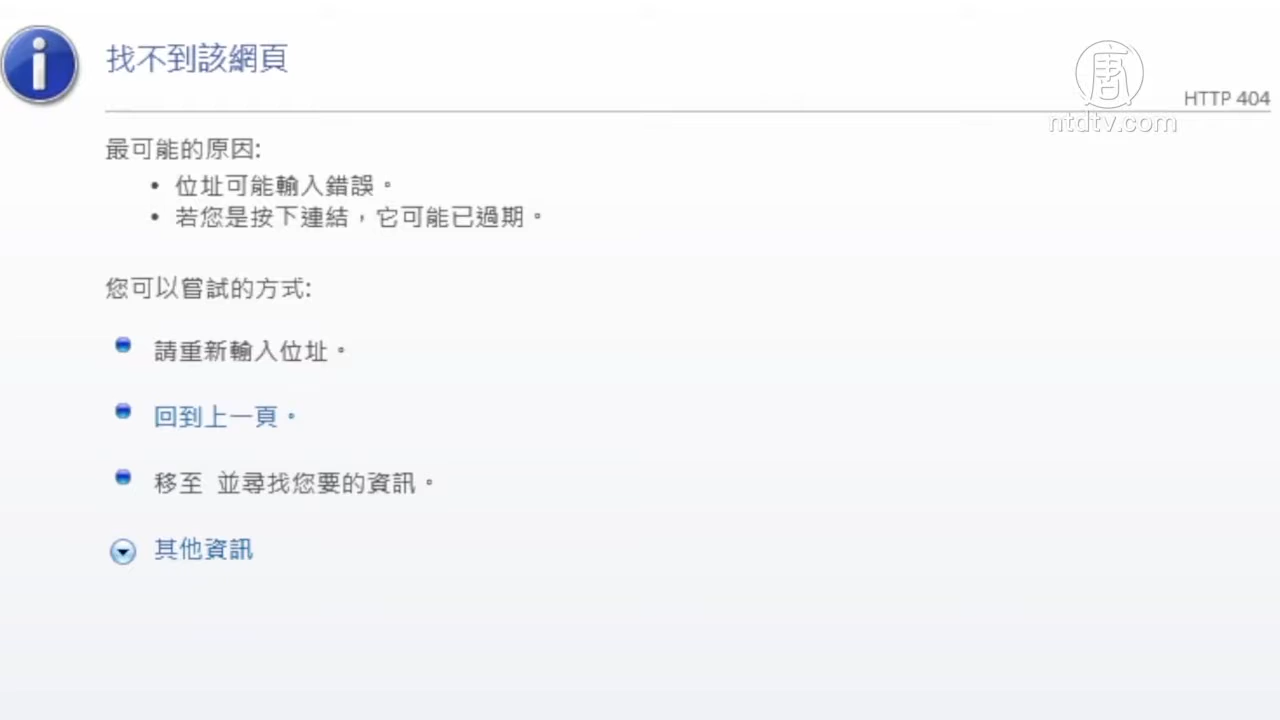 找不到該網頁
唐
HTTP 404
ntdtv.com
最可能的原因:
• 位址可能輸入錯誤。
• 若您是按下連結，它可能已過期。
您可以嘗試的方式:
請重新輸入位址。
回到上一頁。
移至 並尋找您要的資訊。
其他資訊